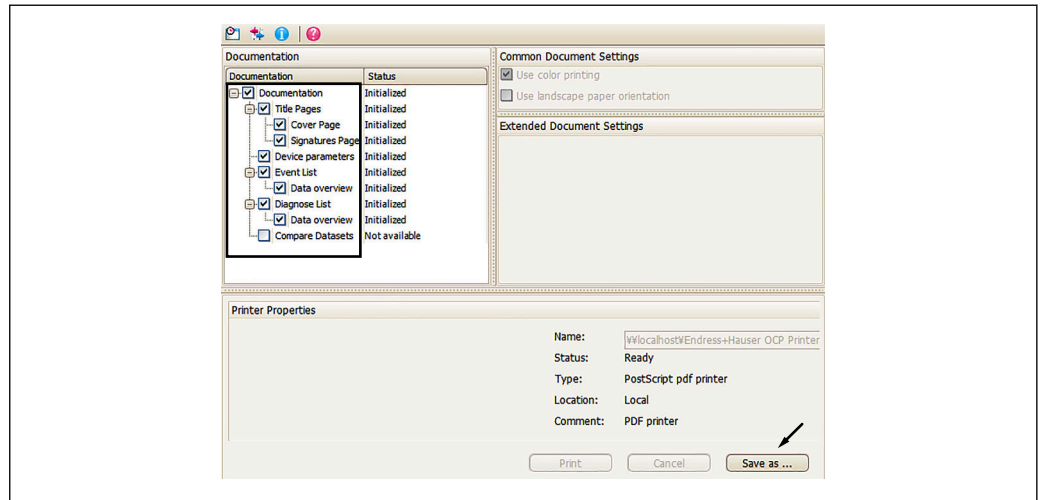 Documentation
Documentation Status
Documentation Initialized
Title Pages Initialized
Cover Page Initialized
Signatures Page Initialized
Device parameters Initialized
Event List Initialized
Data overview Initialized
Diagnose List Initialized
Data overview Initialized
Compare Datasets Not available
Common Document Settings
Use color printing
Use landscape paper orientation
Extended Document Settings
Printer Properties
Name: \\localhost\Endress+Hauser OCP Printer
Status: Ready
Type: PostScript pdf printer
Location: Local
Comment: PDF printer
Print Cancel Save as ...